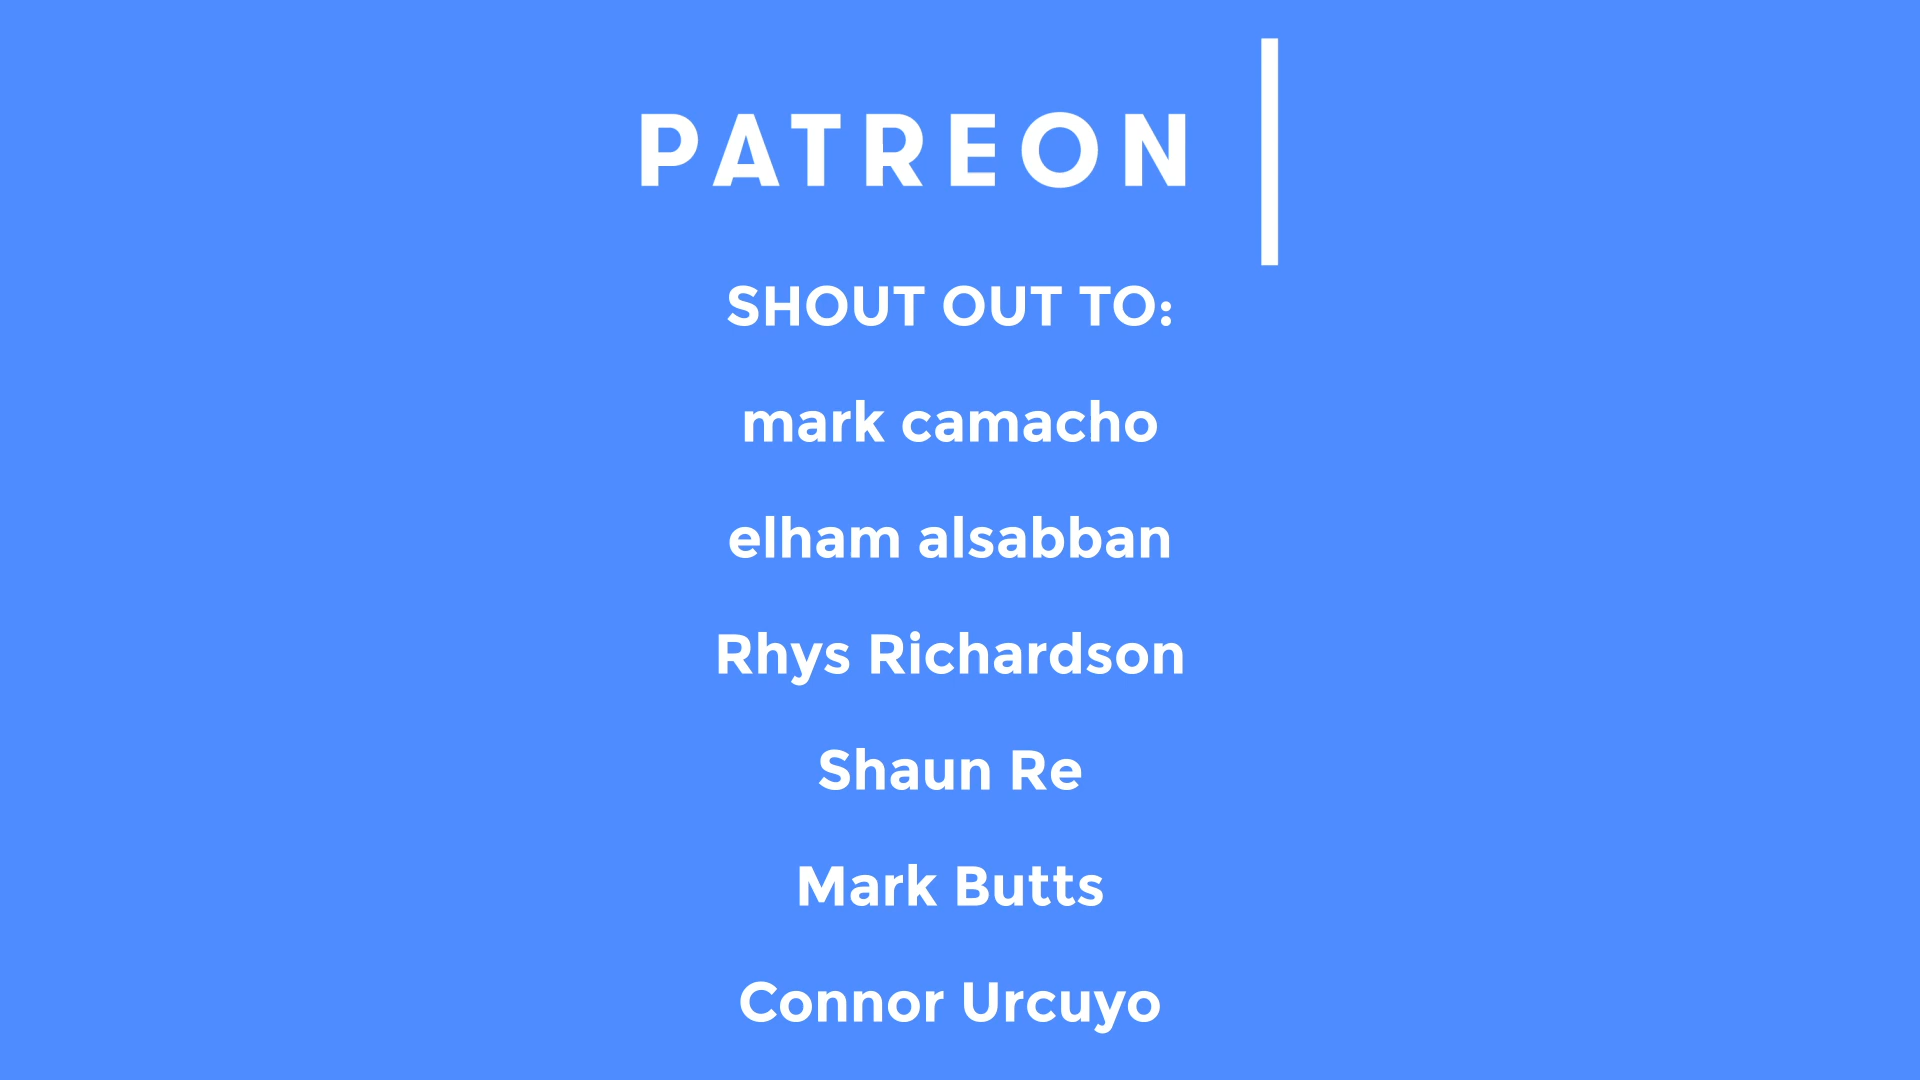 PATREON
SHOUT OUT TO:
mark camacho
elham alsabban
Rhys Richardson
Shaun Re
Mark Butts
Connor Urcuyo